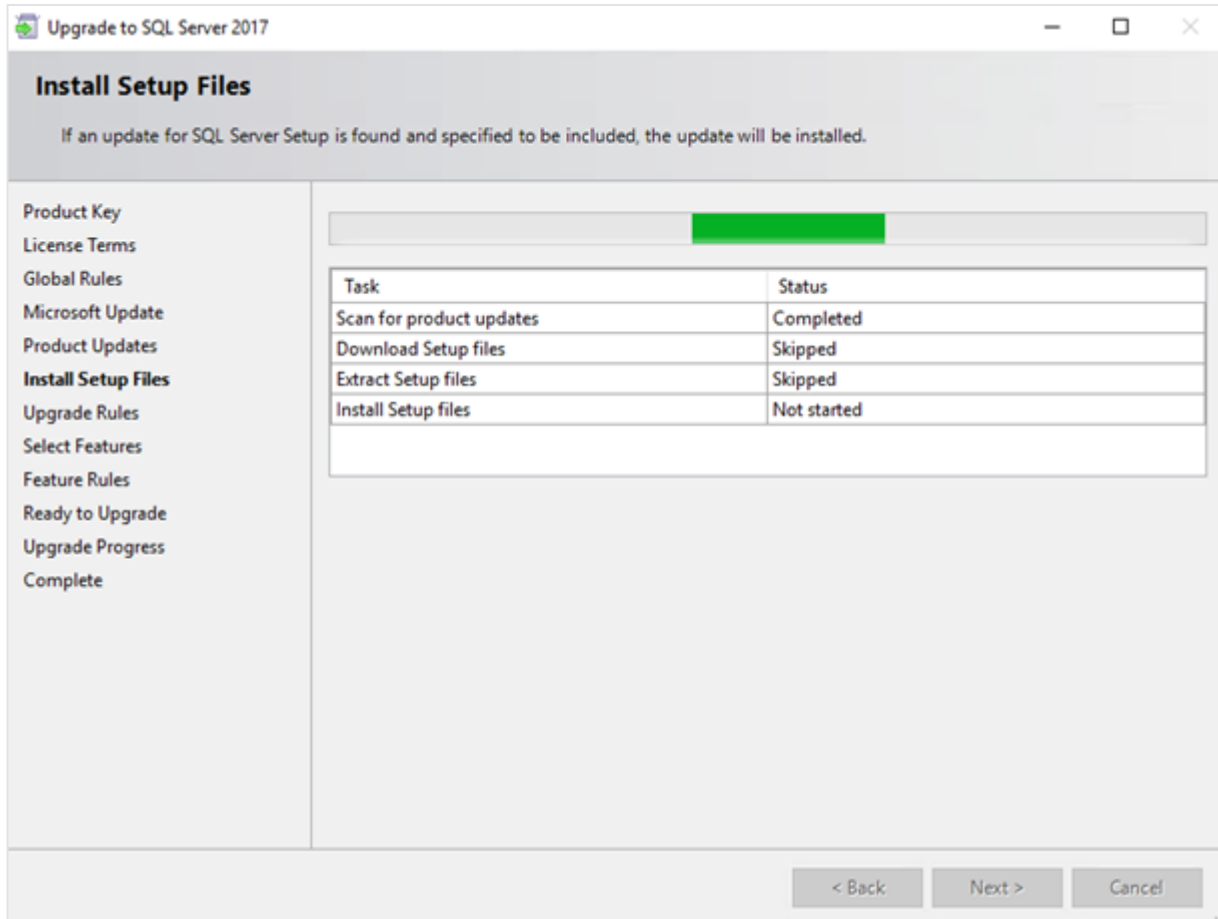 Upgrade to SQL Server 2017
Install Setup Files
If an update for SQL Server Setup is found and specified to be included, the update will be installed.
Product Key
License Terms
Global Rules
Microsoft Update
Product Updates
Install Setup Files
Upgrade Rules
Select Features
Feature Rules
Ready to Upgrade
Upgrade Progress
Complete
Task Status
Scan for product updates Completed
Download Setup files Skipped
Extract Setup files Skipped
Install Setup files Not started
< Back Next > Cancel